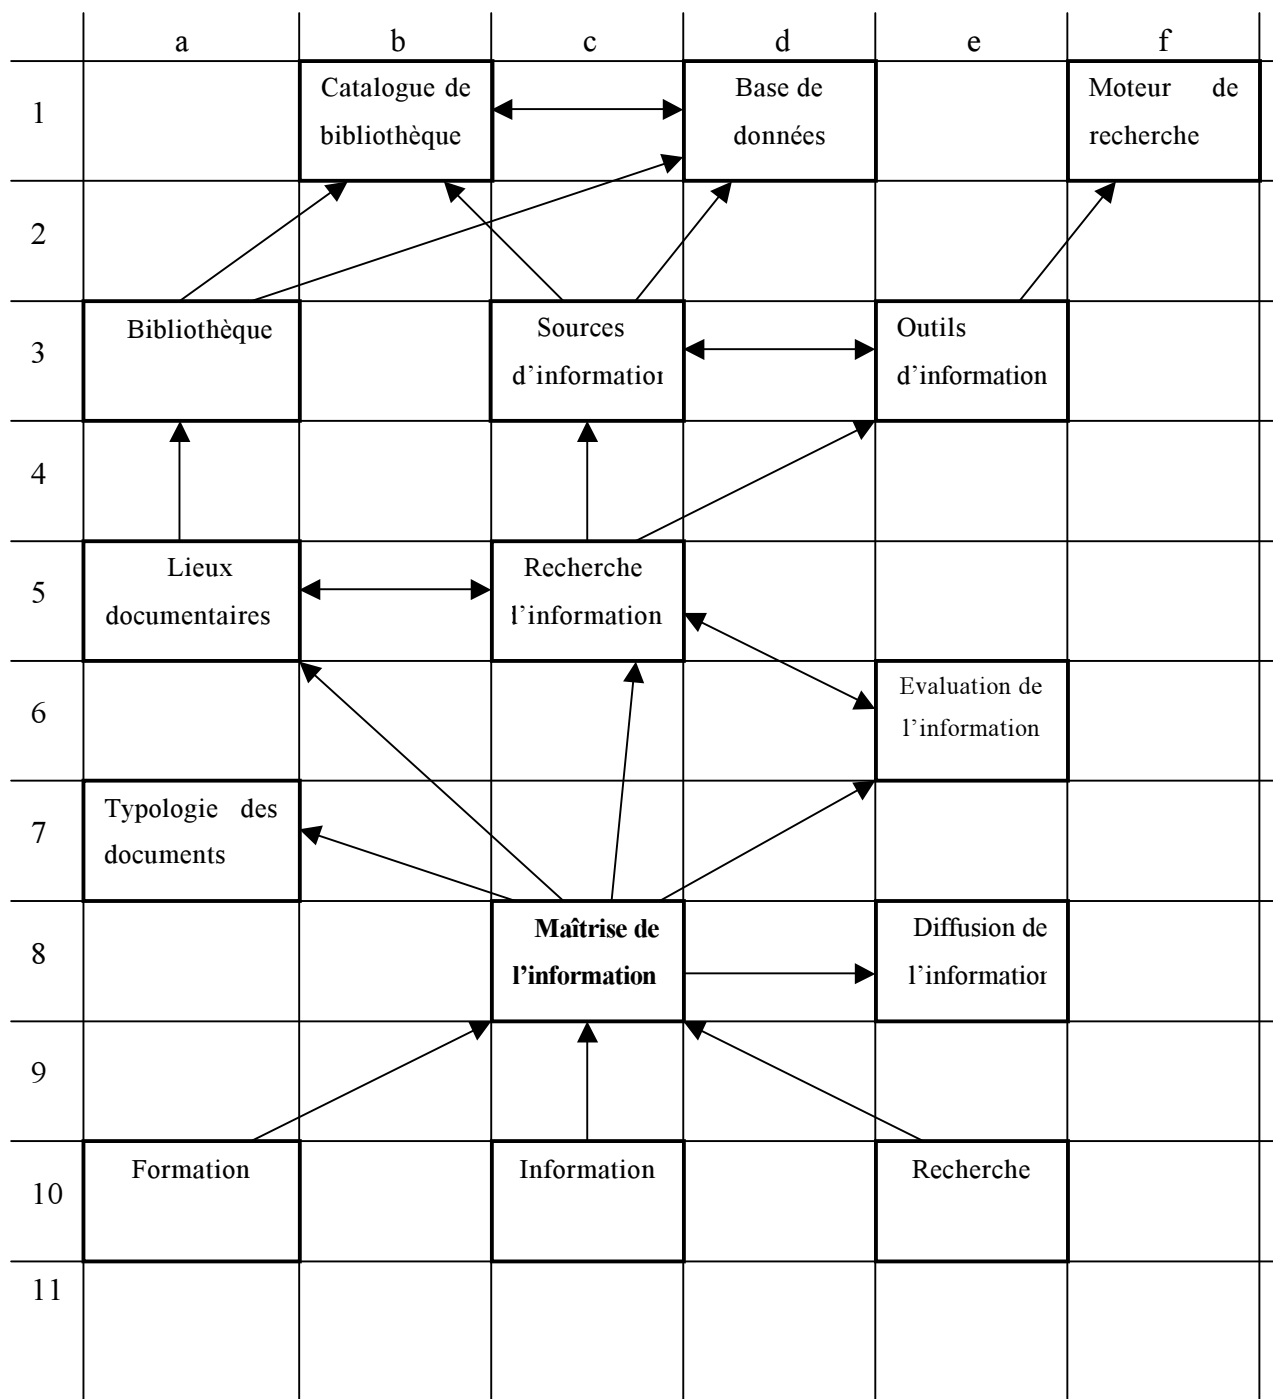 a b c d e f
1
Catalogue de
bibliothèque
Base de
données
Moteur de
recherche
2
3
Bibliothèque
Sources
d’information
Outils
d’information
4
5
Lieux
documentaires
Recherche
l’information
6
Evaluation de
l’information
7
Typologie des
documents
8
Maîtrise de
l’information
Diffusion de
l’information
9
10
Formation
Information
Recherche
11